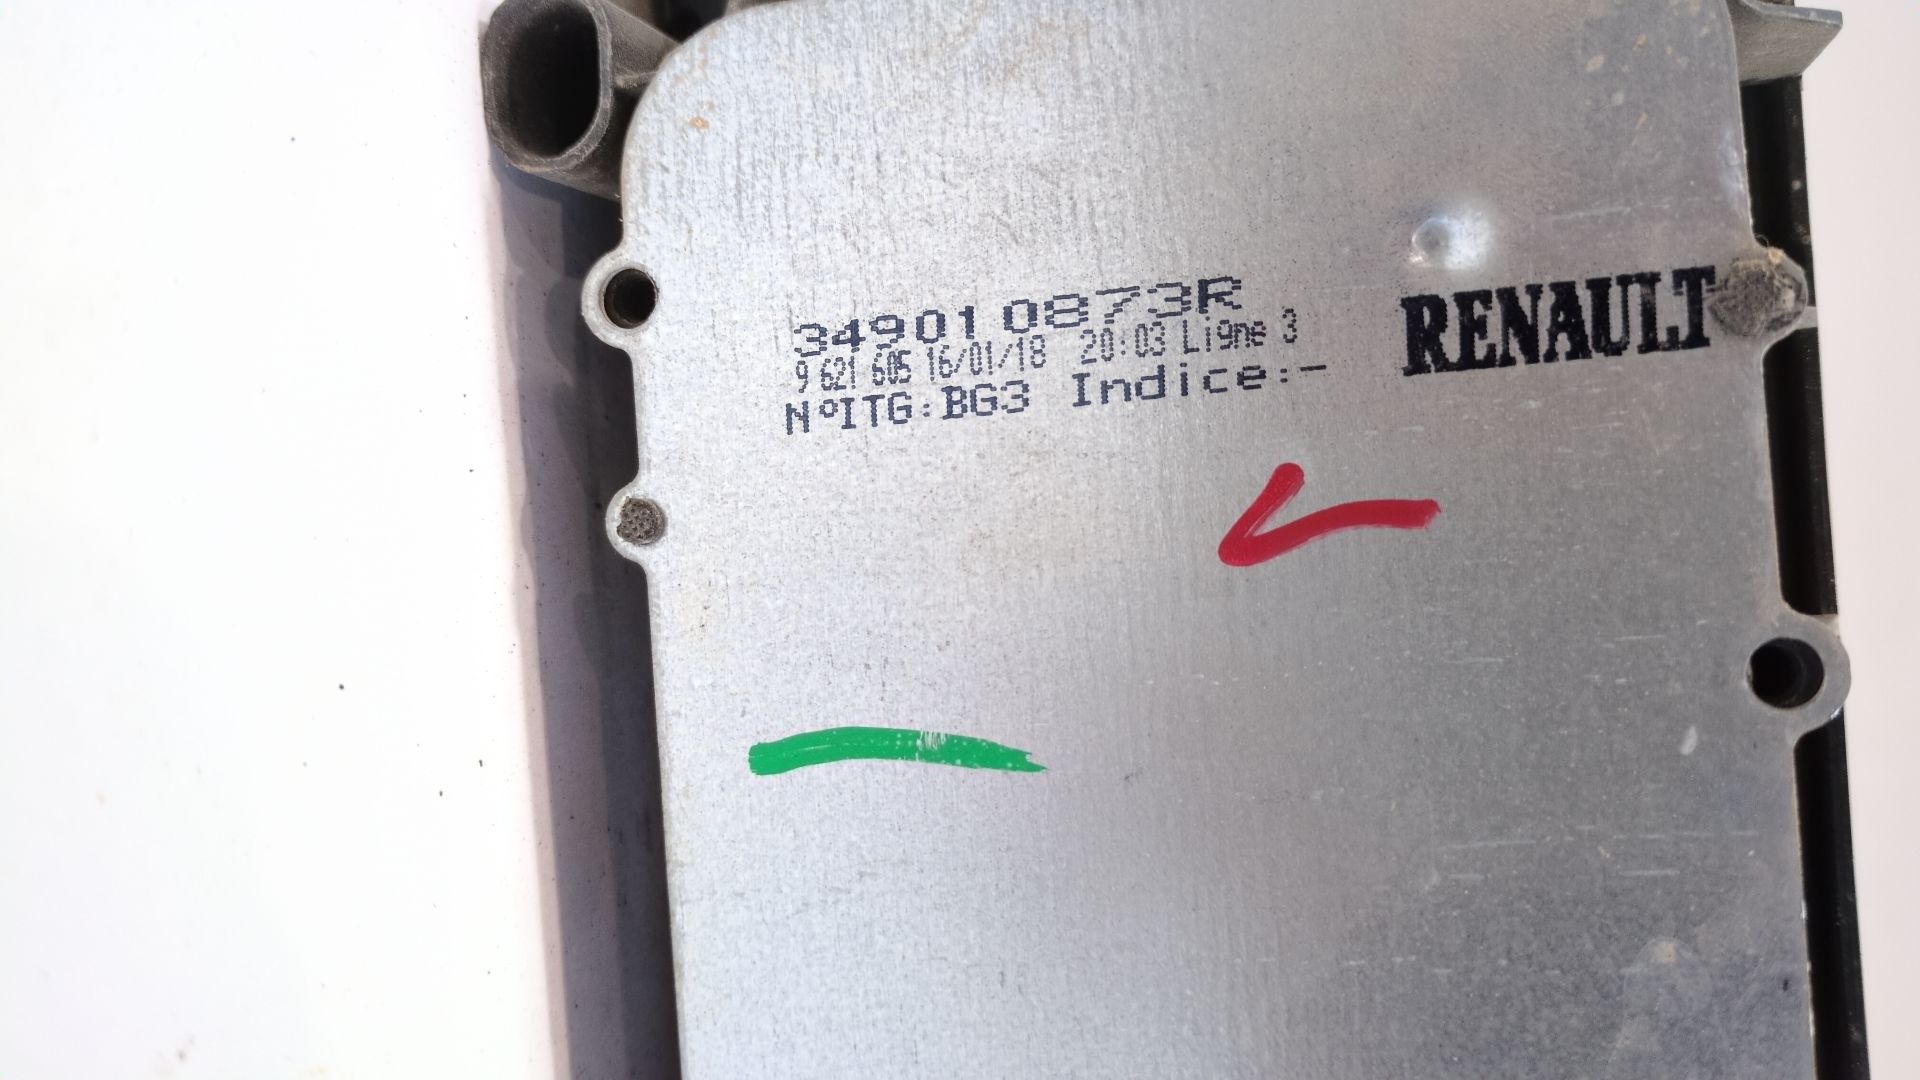 349010873R
9 621 605 16/01/18 20:03 Ligne 3
N°ITG:BG3 Indice:-
RENAULT